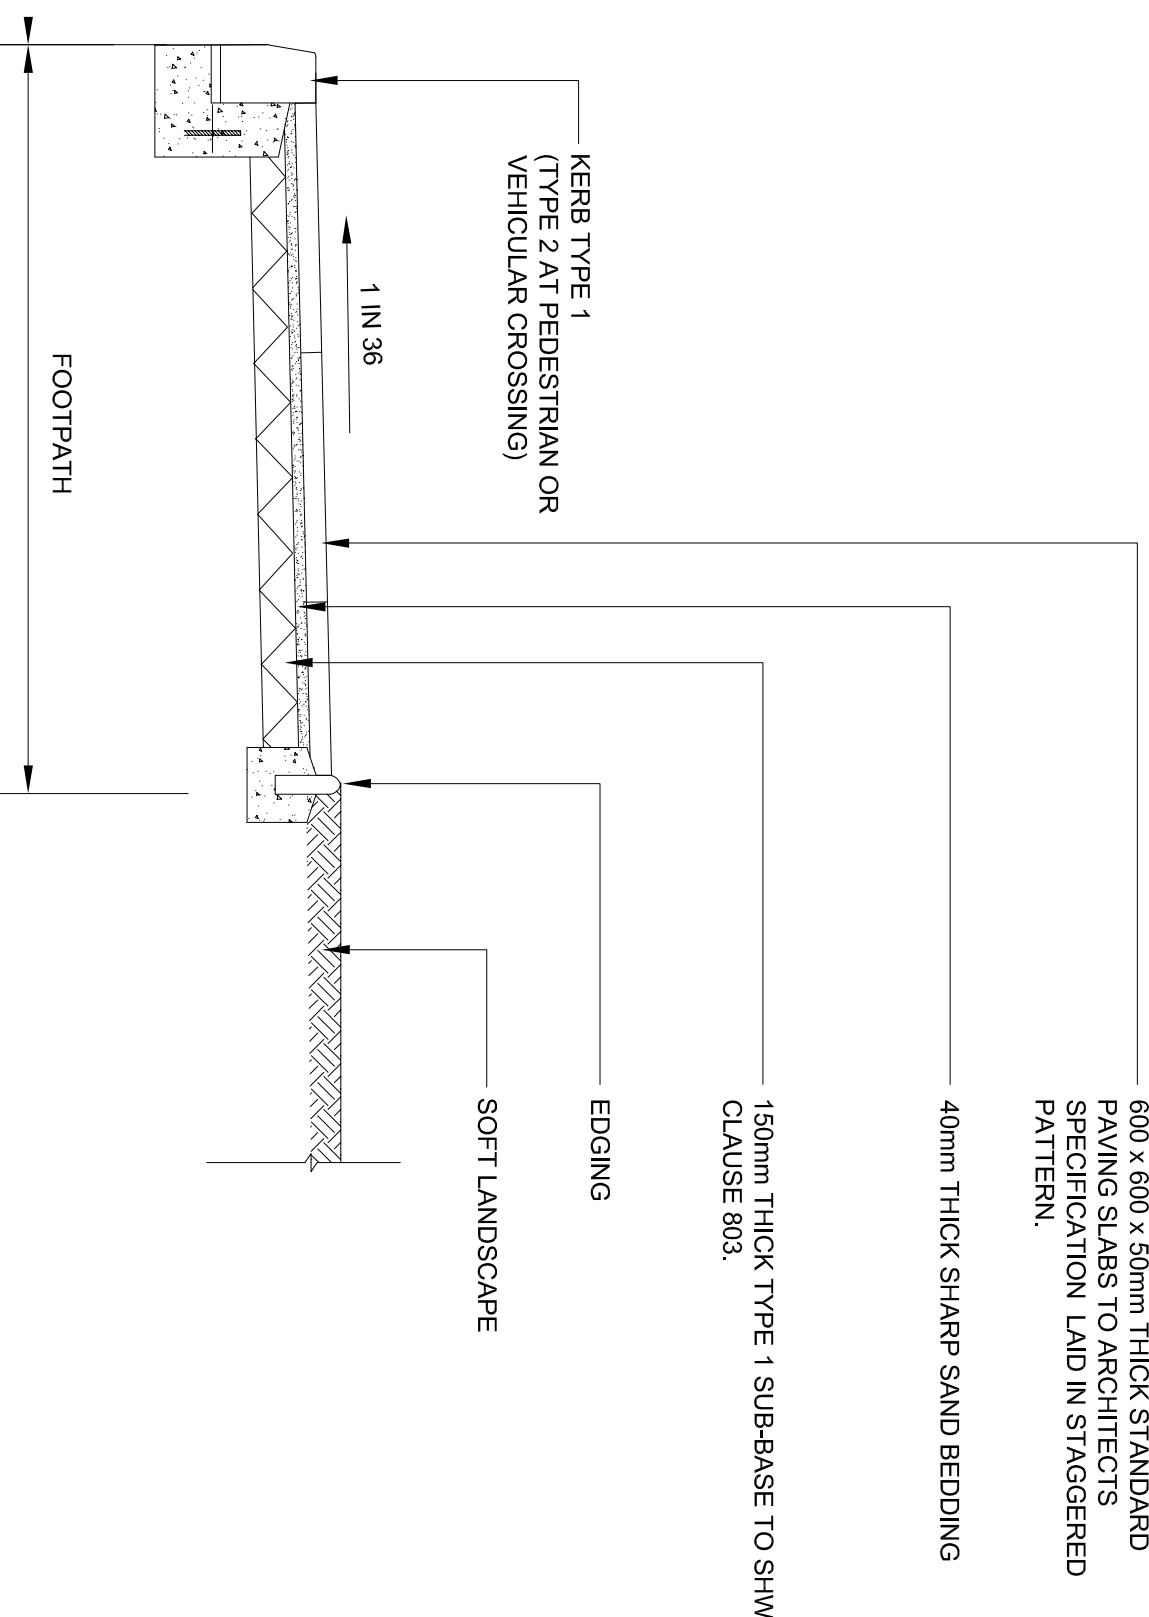 600 x 600 x 50mm THICK STANDARD
PAVING SLABS TO ARCHITECTS
SPECIFICATION LAID IN STAGGERED
PATTERN.
40mm THICK SHARP SAND BEDDING
150mm THICK TYPE 1 SUB-BASE TO SHW
CLAUSE 803.
EDGING
KERB TYPE 1
(TYPE 2 AT PEDESTRIAN OR
VEHICULAR CROSSING)
SOFT LANDSCAPE
1 IN 36
FOOTPATH